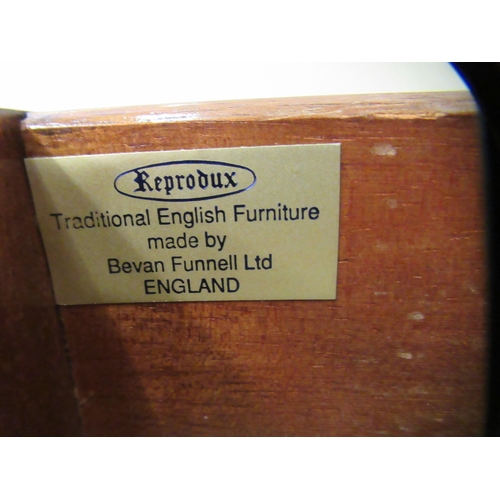 Reprodux
Traditional English Furniture
made by
Bevan Funnell Ltd
ENGLAND